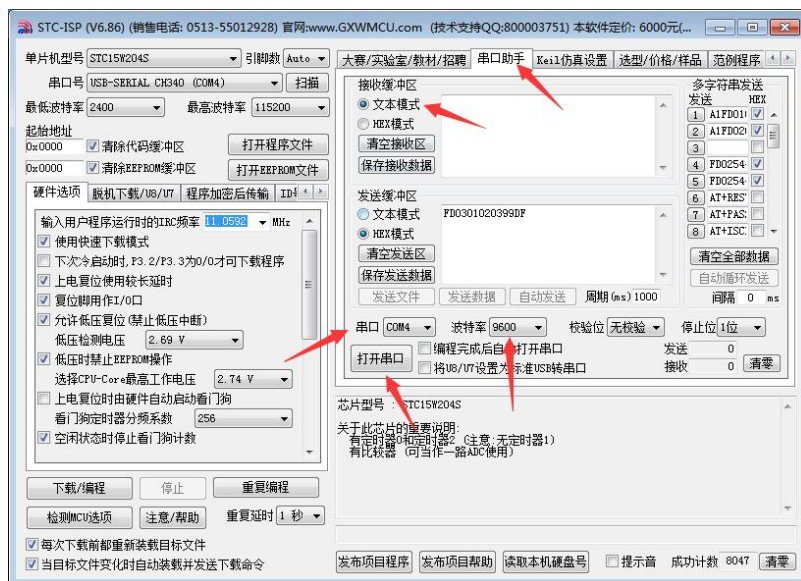 STC-ISP (V6.86) (销售电话: 0513-55012928) 官网:www.GXWMCU.com (技术支持QQ:800003751) 本软件定价: 6000元(...
单片机型号 STC15W204S 引脚数 Auto
串口号 USB-SERIAL CH340 (COM4) 扫描
最低波特率 2400 最高波特率 115200
起始地址
0x0000 清除代码缓冲区 打开程序文件
0x0000 清除EEPROM缓冲区 打开EEPROM文件
硬件选项 脱机下载/U8/U7 程序加密后传输
输入用户程序运行时的IRC频率 11.0592 MHz
使用快速下载模式
下次冷启动时,P3.2/P3.3为0/0才可下载程序
上电复位使用较长延时
复位脚用作I/O口
允许低压复位(禁止低压中断)
低压检测电压 2.69 V
低压时禁止EEPROM操作
选择CPU-Core最高工作电压 2.74 V
上电复位时由硬件自动启动看门狗
看门狗定时器分频系数 256
空闲状态时停止看门狗计数
下载/编程 停止 重复编程
检测MCU选项 注意/帮助 重复延时 1 秒
每次下载前都重新装载目标文件
当目标文件变化时自动装载并发送下载命令
大赛/实验室/教材/招聘 串口助手 Keil仿真设置 选型/价格/样品 范例程序
接收缓冲区
文本模式
HEX模式
清空接收区
保存接收数据
发送缓冲区
文本模式 FD0301020399DF
HEX模式
清空发送区
保存发送数据
发送文件 发送数据 自动发送 周期(ms) 1000
多字符串发送
发送 HEX
1 A1FD01
2 A1FD02
3
4 FD0254
5 FD0254
6 AT+RES
7 AT+PAS
8 AT+ISC
清空全部数据
自动循环发送
间隔 0 ms
串口 COM4 波特率 9600 校验位 无校验 停止位 1位
打开串口 编程完成后自动打开串口 发送 0
将U8/U7设置为标准USB转串口 接收 0 清零
芯片型号 : STC15W204S
关于此芯片的重要说明:
有定时器0和定时器2 (注意:无定时器1)
有比较器 (可当作一路ADC使用)
发布项目程序 发布项目帮助 读取本机硬盘号 提示音 成功计数 8047 清零